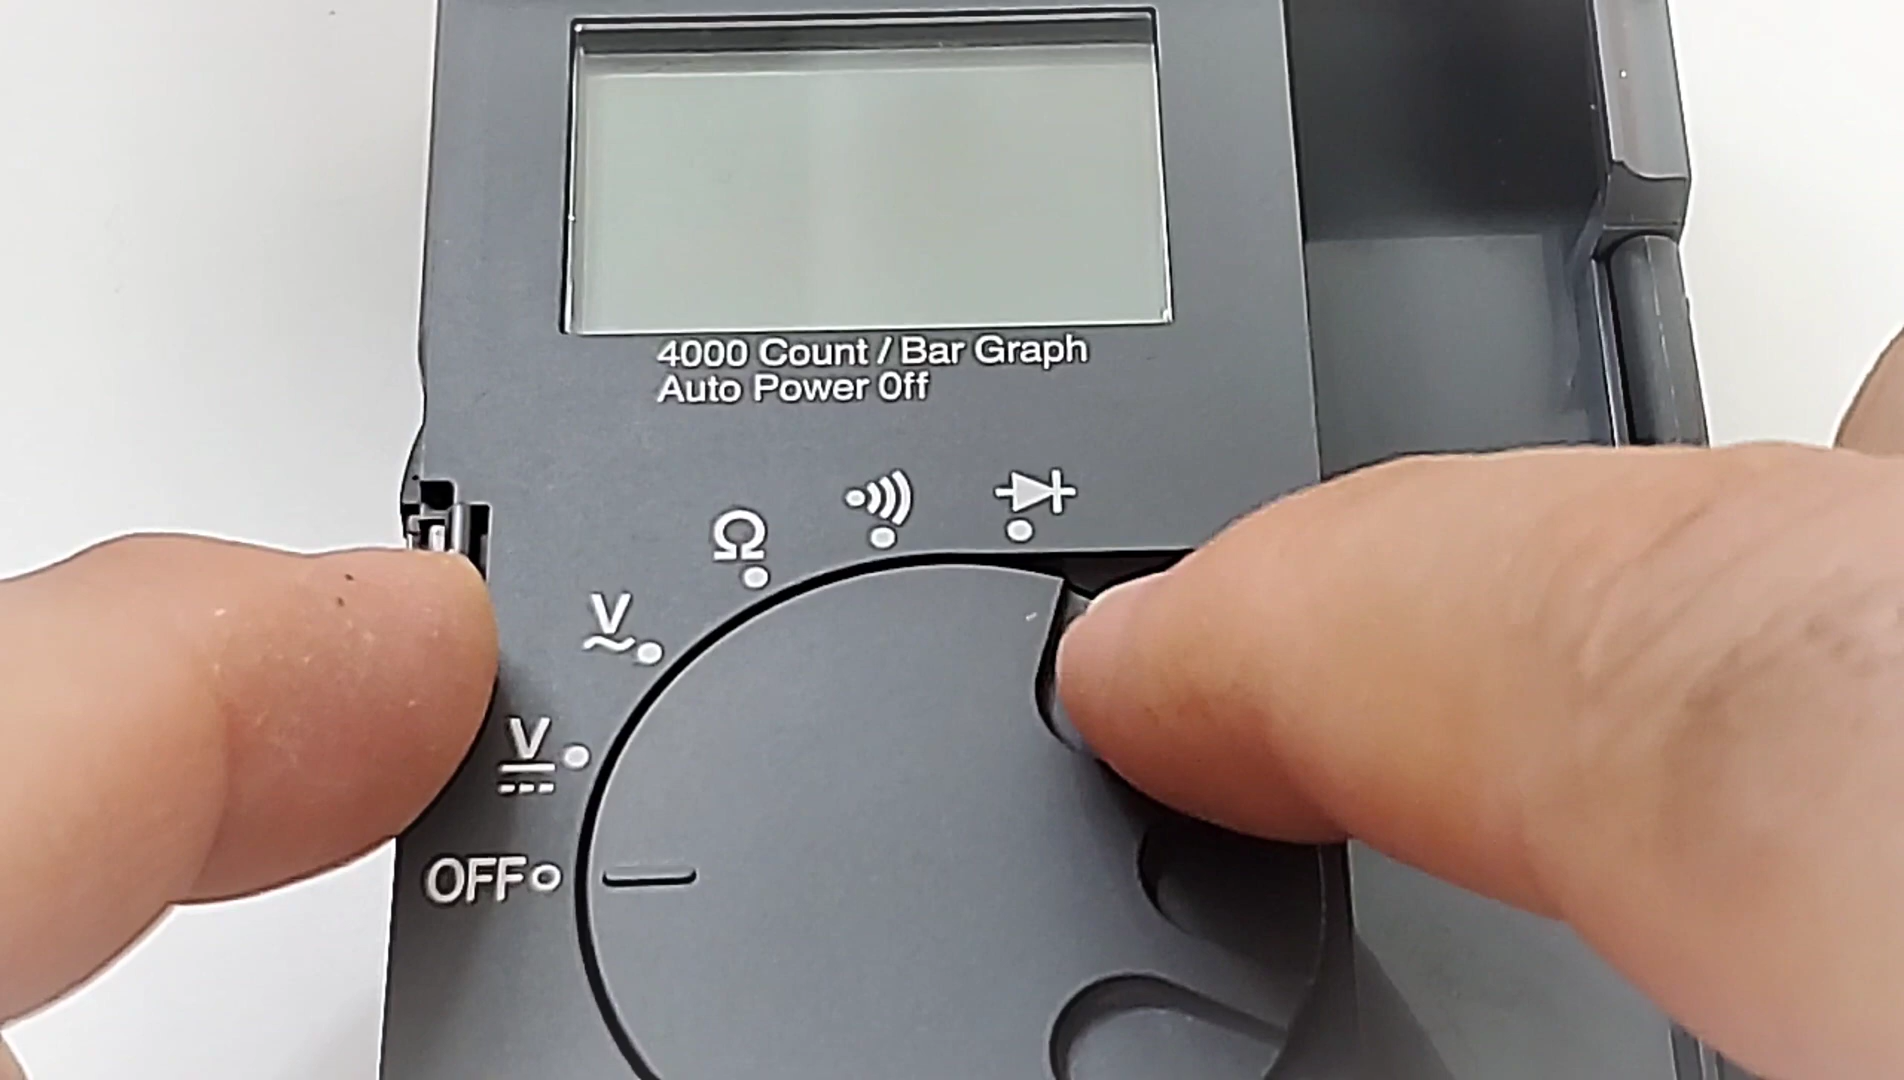 4000 Count / Bar Graph
Auto Power Off
Ω
V
V
OFF